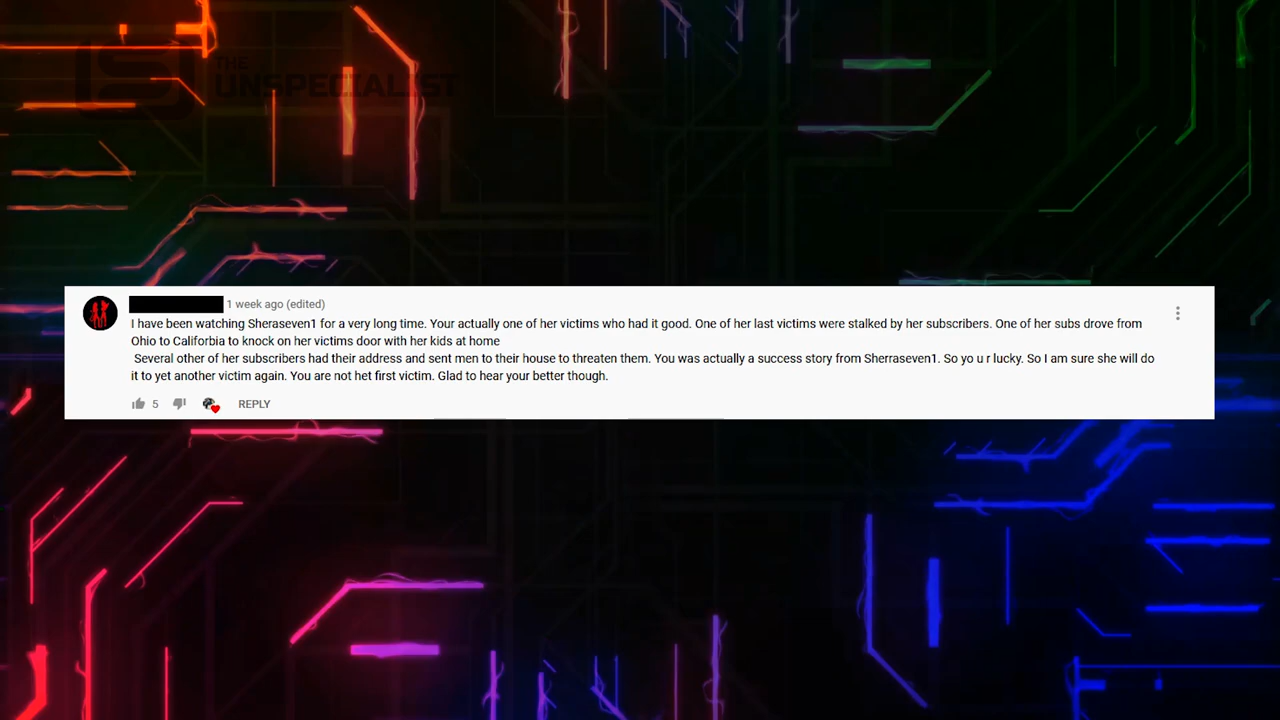 THE
UNSPECIALIST
1 week ago (edited)
I have been watching Sheraseven1 for a very long time. Your actually one of her victims who had it good. One of her last victims were stalked by her subscribers. One of her subs drove from
Ohio to Califorbia to knock on her victims door with her kids at home
Several other of her subscribers had their address and sent men to their house to threaten them. You was actually a success story from Sherraseven1. So yo u r lucky. So I am sure she will do
it to yet another victim again. You are not het first victim. Glad to hear your better though.
5 REPLY